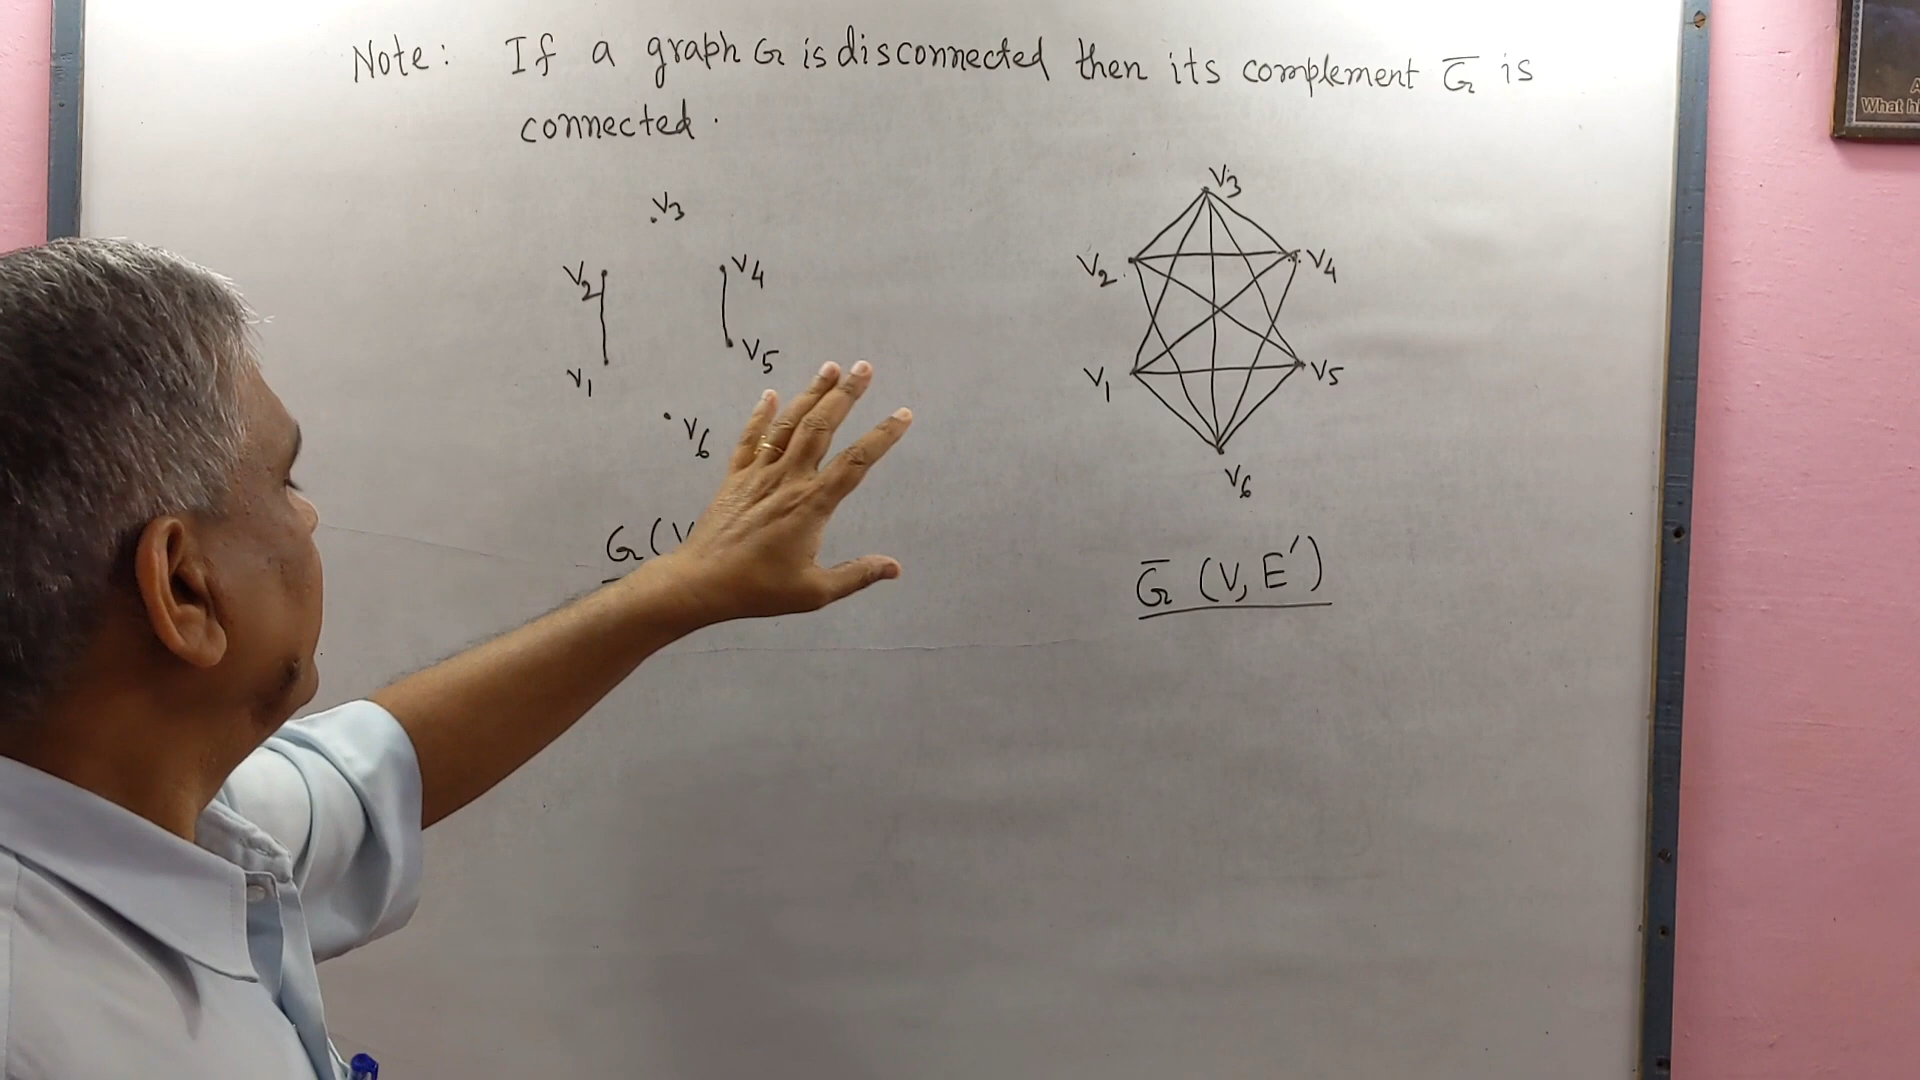 Note: If a graph G is disconnected then its complement G̅ is
connected.
V3
V2
V4
V1
V5
V6
G(V
V3
V2
V4
V1
V5
V6
G̅ (V, E′)
What